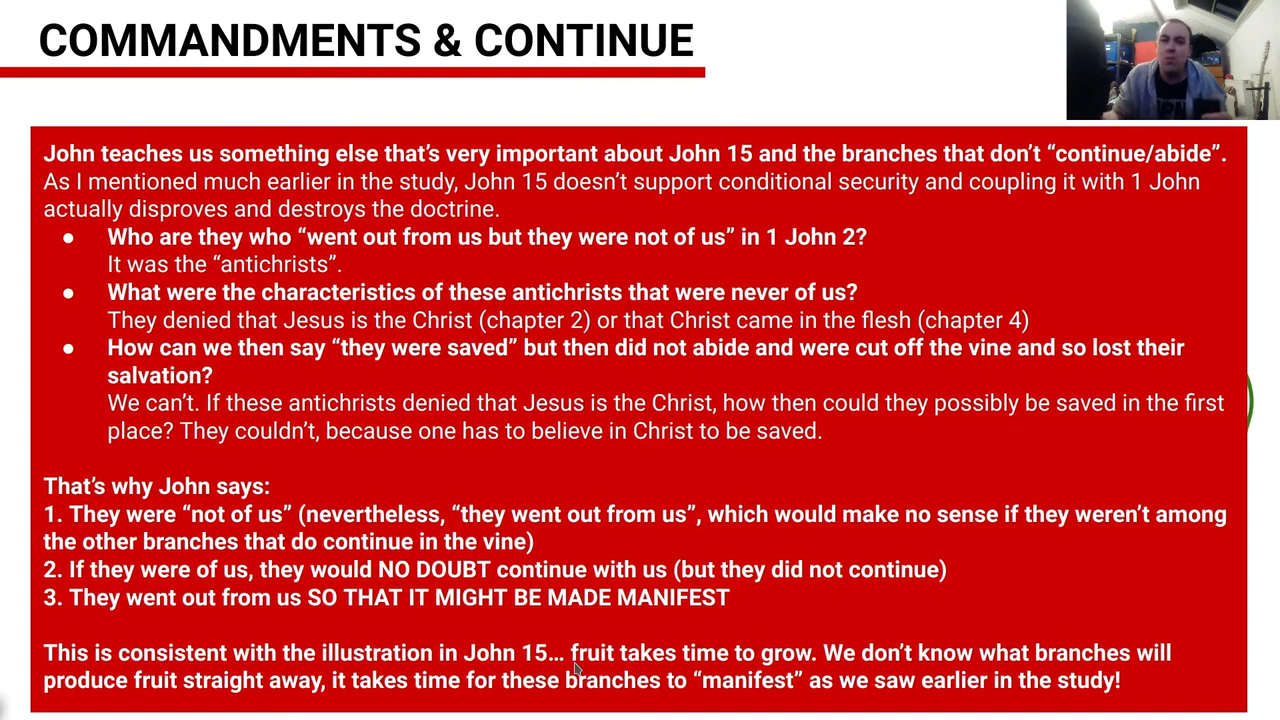 COMMANDMENTS & CONTINUE
John teaches us something else that’s very important about John 15 and the branches that don’t “continue/abide”.
As I mentioned much earlier in the study, John 15 doesn’t support conditional security and coupling it with 1 John
actually disproves and destroys the doctrine.
● Who are they who “went out from us but they were not of us” in 1 John 2?
It was the “antichrists”.
● What were the characteristics of these antichrists that were never of us?
They denied that Jesus is the Christ (chapter 2) or that Christ came in the flesh (chapter 4)
● How can we then say “they were saved” but then did not abide and were cut off the vine and so lost their
salvation?
We can’t. If these antichrists denied that Jesus is the Christ, how then could they possibly be saved in the first
place? They couldn’t, because one has to believe in Christ to be saved.
That’s why John says:
1. They were “not of us” (nevertheless, “they went out from us”, which would make no sense if they weren’t among
the other branches that do continue in the vine)
2. If they were of us, they would NO DOUBT continue with us (but they did not continue)
3. They went out from us SO THAT IT MIGHT BE MADE MANIFEST
This is consistent with the illustration in John 15… fruit takes time to grow. We don’t know what branches will
produce fruit straight away, it takes time for these branches to “manifest” as we saw earlier in the study!